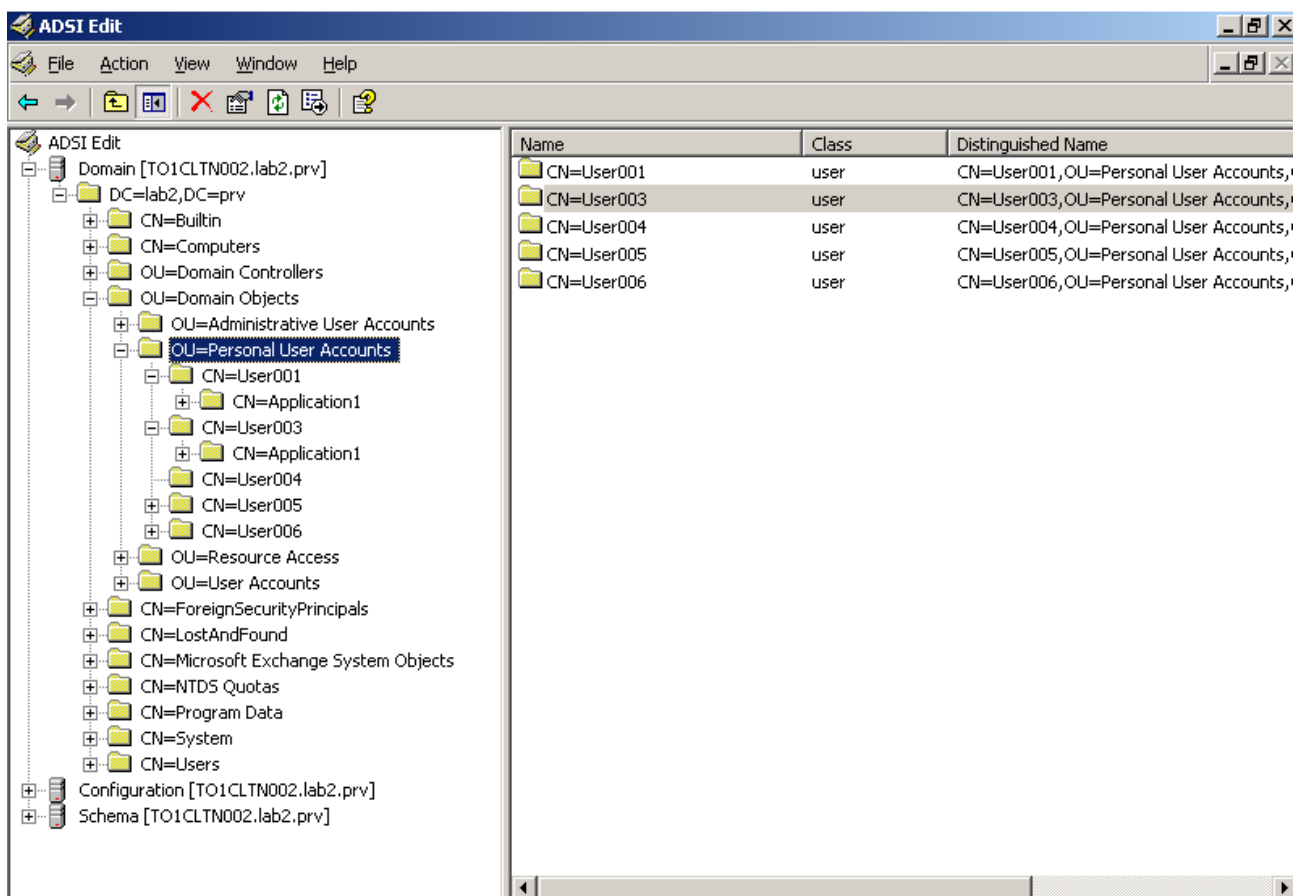 ADSI Edit
File Action View Window Help
ADSI Edit
Domain [TO1CLTN002.lab2.prv]
DC=lab2,DC=prv
CN=Builtin
CN=Computers
OU=Domain Controllers
OU=Domain Objects
OU=Administrative User Accounts
OU=Personal User Accounts
CN=User001
CN=Application1
CN=User003
CN=Application1
CN=User004
CN=User005
CN=User006
OU=Resource Access
OU=User Accounts
CN=ForeignSecurityPrincipals
CN=LostAndFound
CN=Microsoft Exchange System Objects
CN=NTDS Quotas
CN=Program Data
CN=System
CN=Users
Configuration [TO1CLTN002.lab2.prv]
Schema [TO1CLTN002.lab2.prv]
Name Class Distinguished Name
CN=User001 user CN=User001,OU=Personal User Accounts,
CN=User003 user CN=User003,OU=Personal User Accounts,
CN=User004 user CN=User004,OU=Personal User Accounts,
CN=User005 user CN=User005,OU=Personal User Accounts,
CN=User006 user CN=User006,OU=Personal User Accounts,